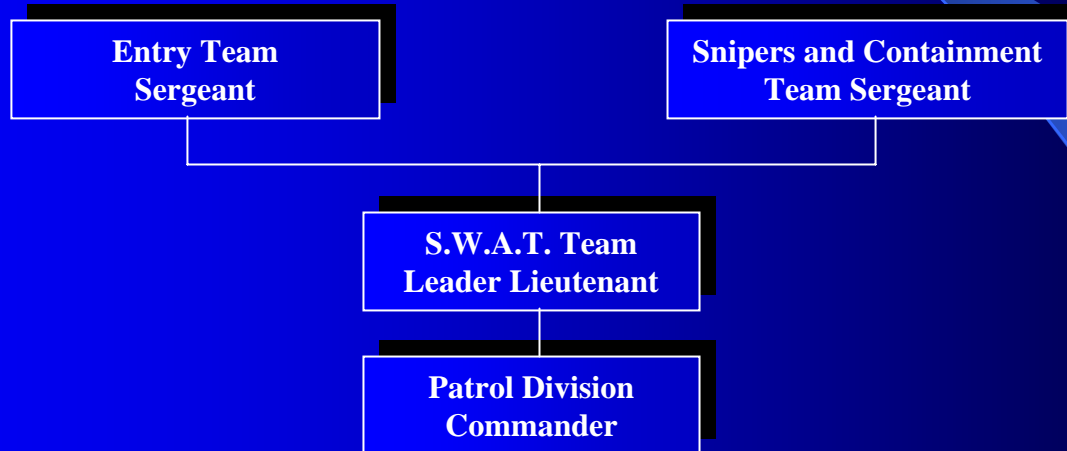 Entry Team
Sergeant
Snipers and Containment
Team Sergeant
S.W.A.T. Team
Leader Lieutenant
Patrol Division
Commander